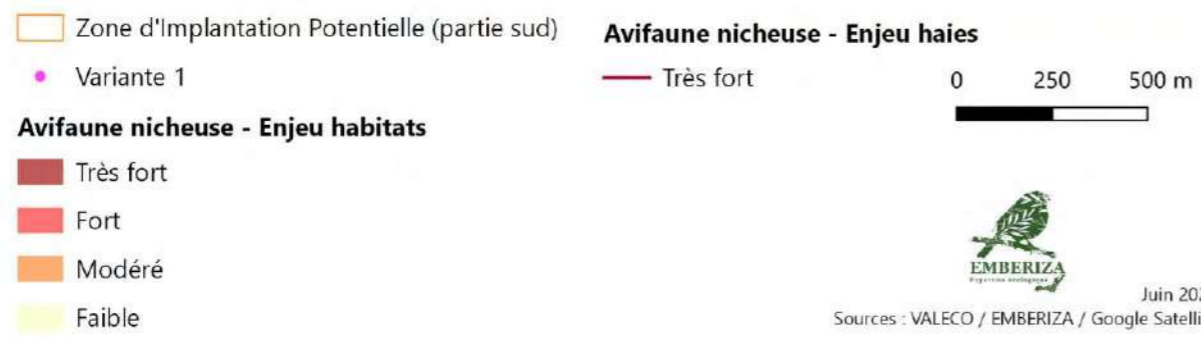 Zone d'Implantation Potentielle (partie sud)
Variante 1
Avifaune nicheuse - Enjeu habitats
Très fort
Fort
Modéré
Faible
Avifaune nicheuse - Enjeu haies
Très fort
0 250 500 m
EMBERIZA
Juin
Sources : VALECO / EMBERIZA / Google